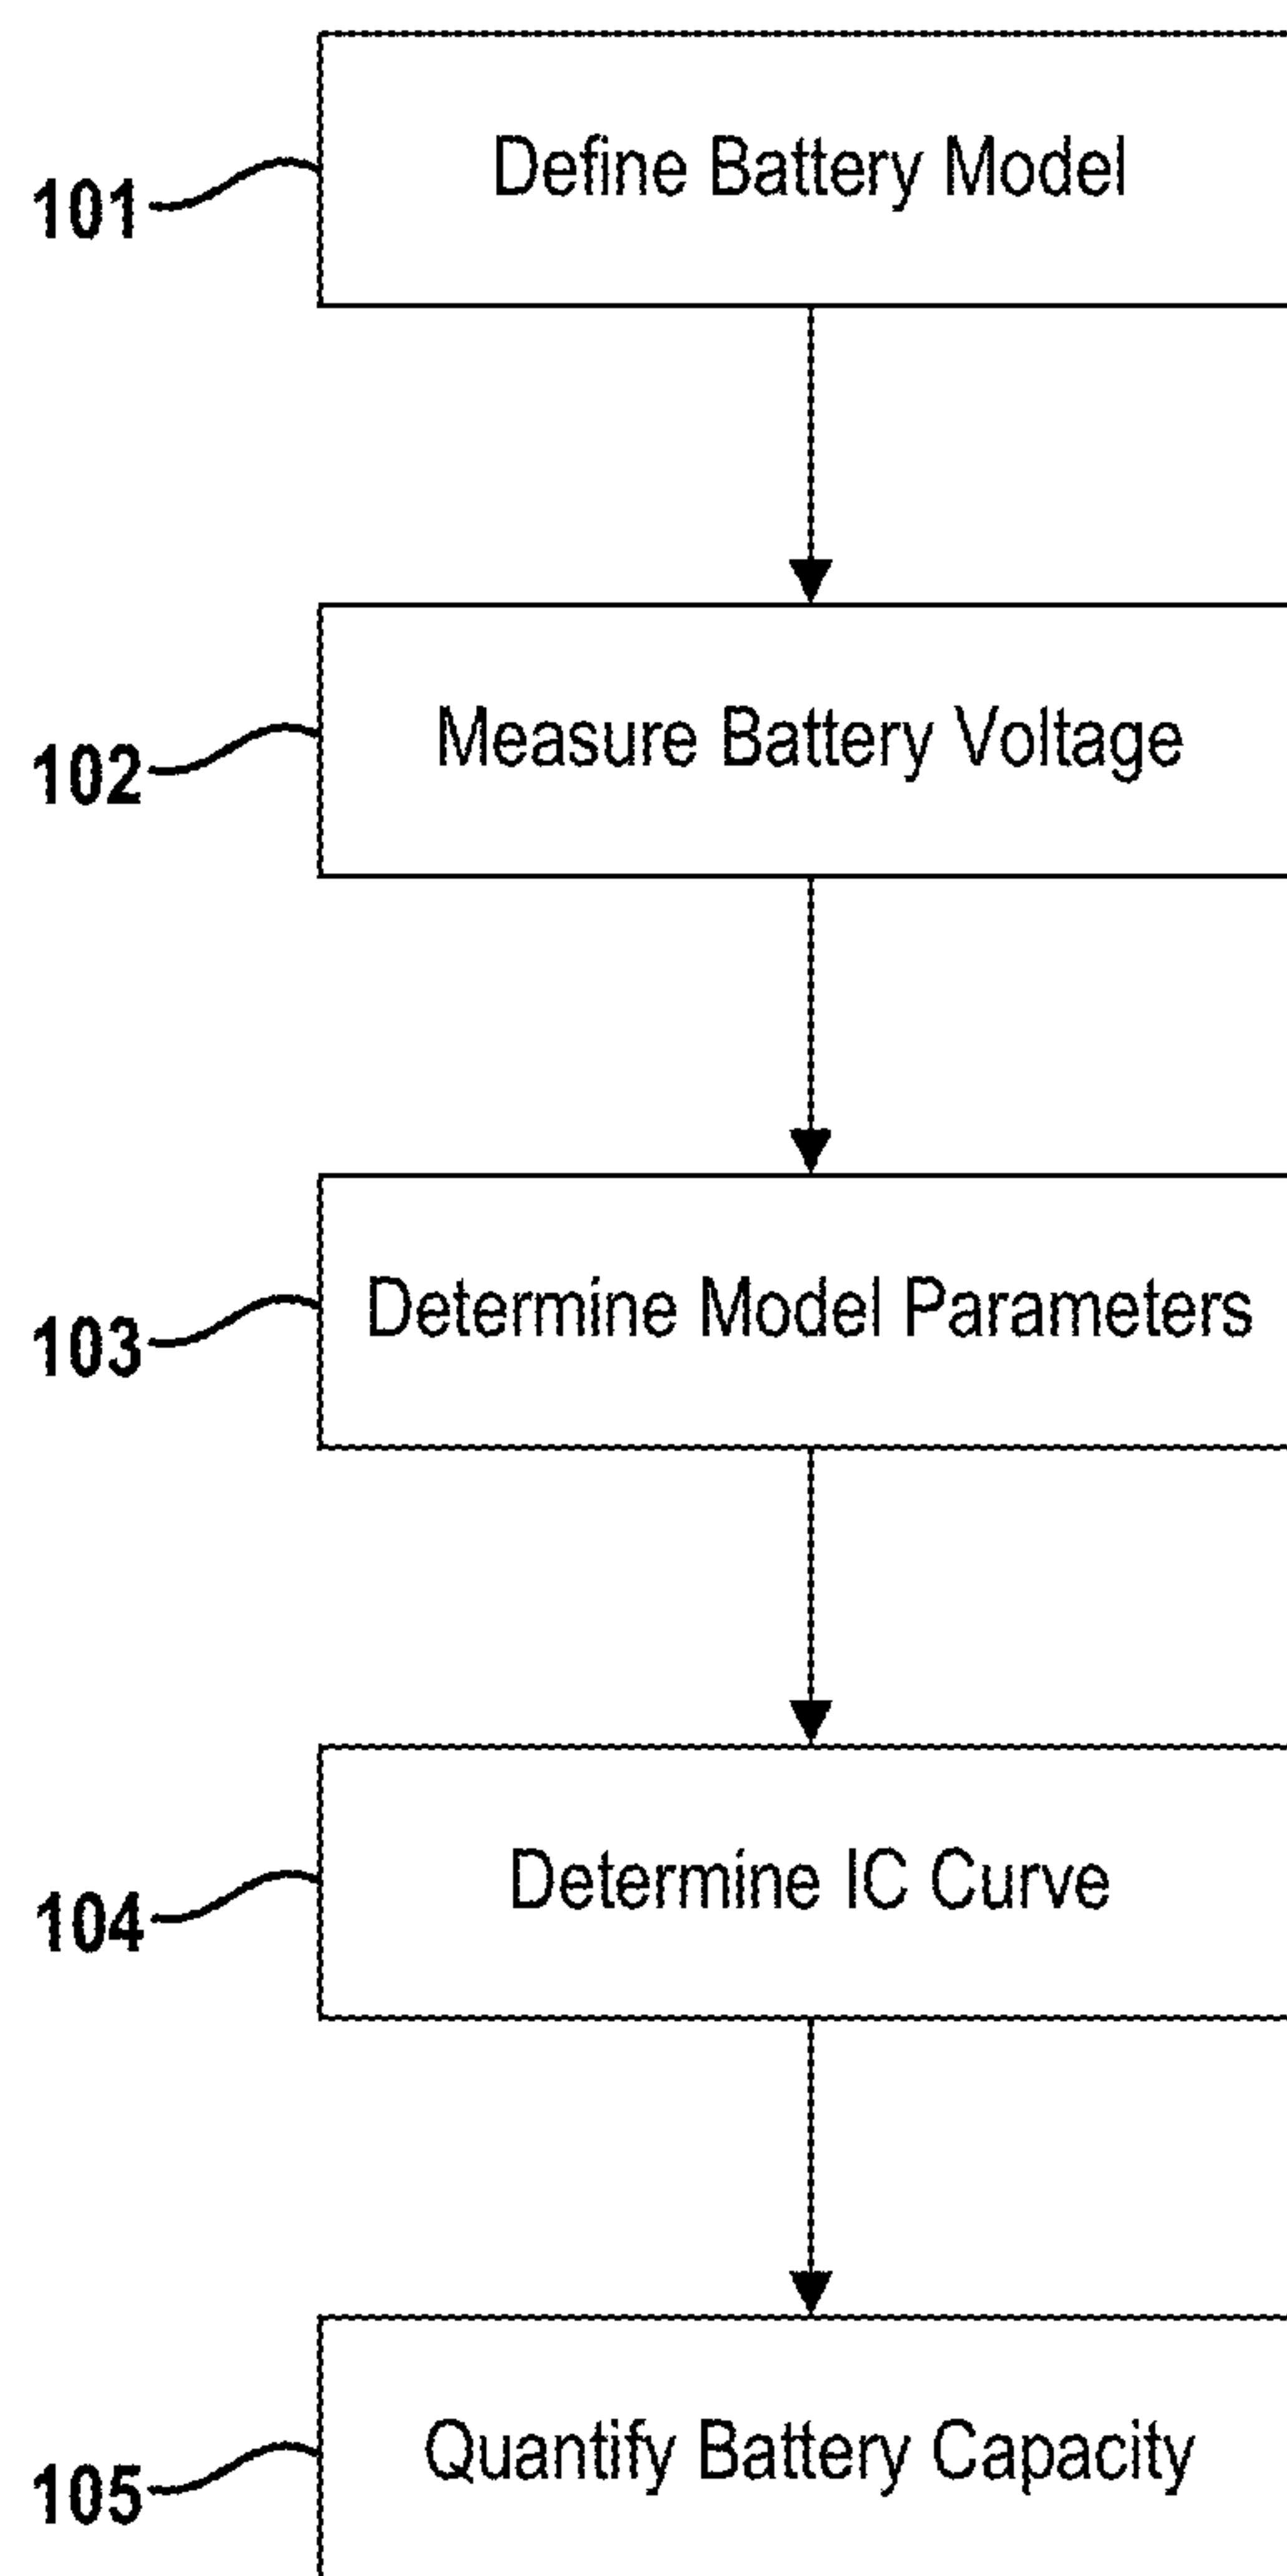 101
Define Battery Model
102
Measure Battery Voltage
103
Determine Model Parameters
104
Determine IC Curve
105
Quantify Battery Capacity